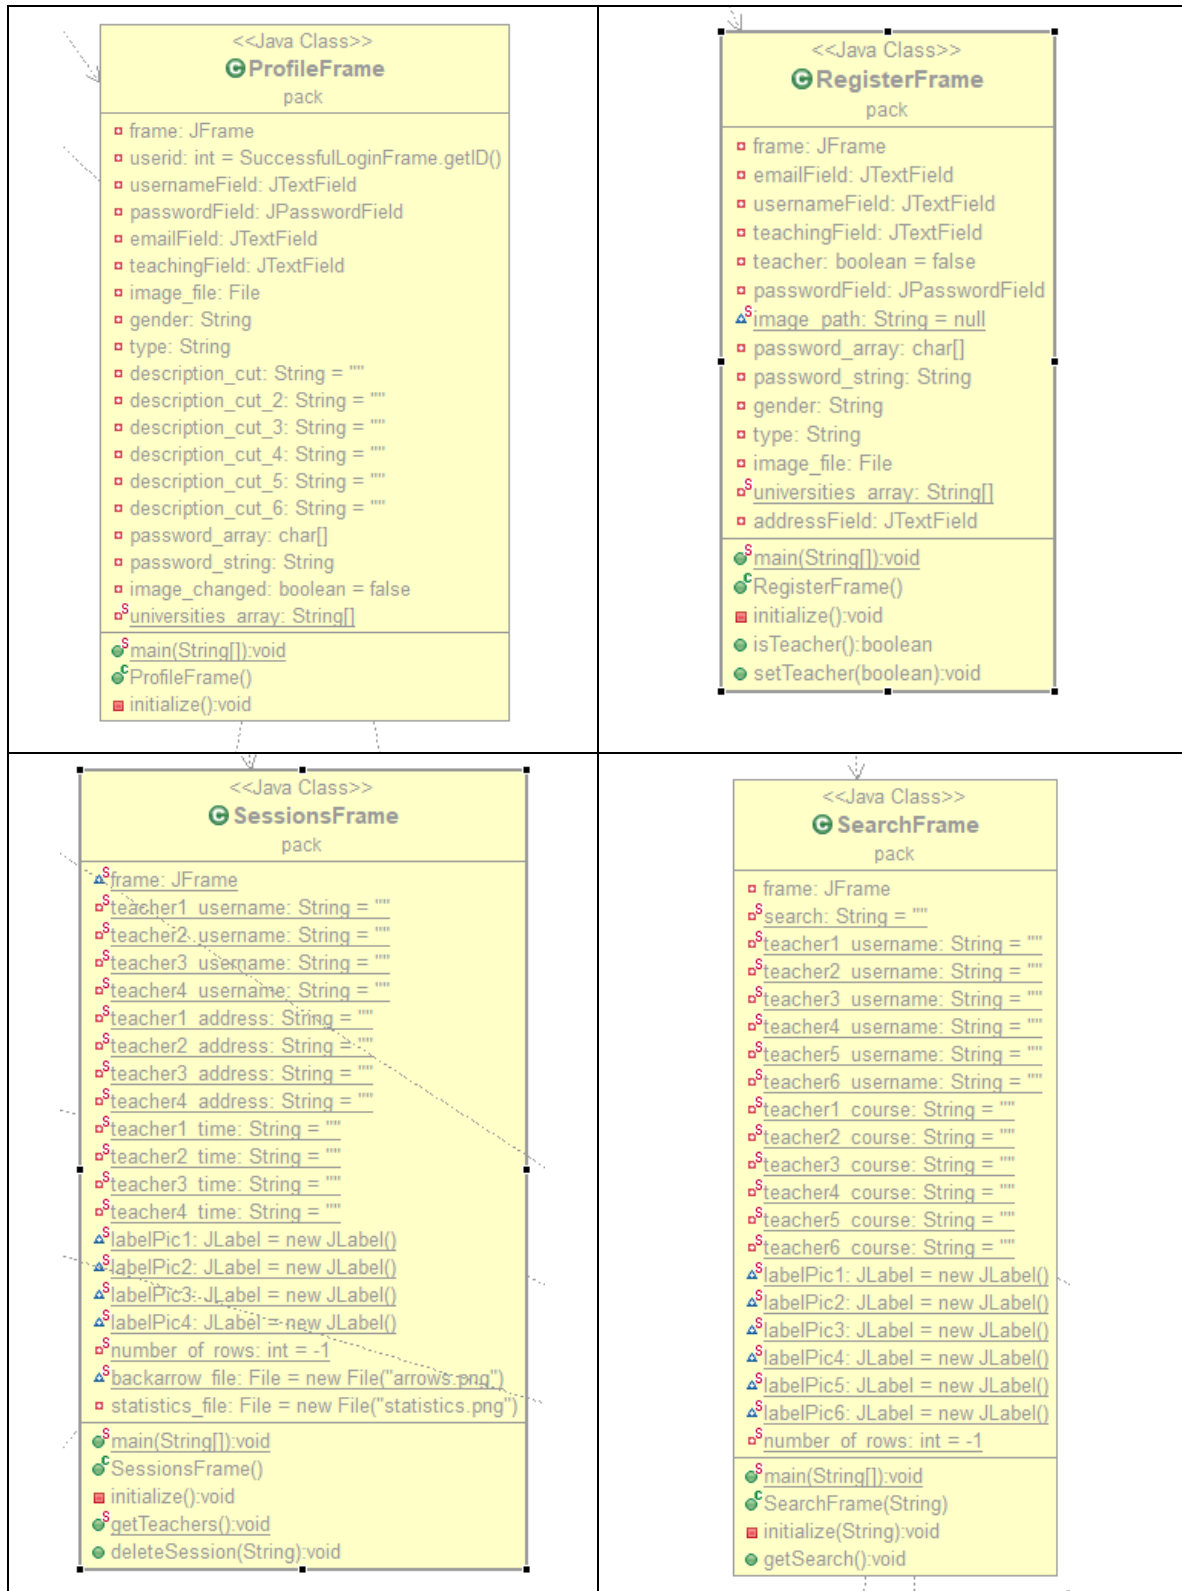 <<Java Class>>
ProfileFrame
pack
frame: JFrame
userid: int = SuccessfulLoginFrame.getID()
usernameField: JTextField
passwordField: JPasswordField
emailField: JTextField
teachingField: JTextField
image_file: File
gender: String
type: String
description_cut: String = ""
description_cut_2: String = ""
description_cut_3: String = ""
description_cut_4: String = ""
description_cut_5: String = ""
description_cut_6: String = ""
password_array: char[]
password_string: String
image_changed: boolean = false
universities_array: String[]
main(String[]):void
ProfileFrame()
initialize():void
<<Java Class>>
RegisterFrame
pack
frame: JFrame
emailField: JTextField
usernameField: JTextField
teachingField: JTextField
teacher: boolean = false
passwordField: JPasswordField
image_path: String = null
password_array: char[]
password_string: String
gender: String
type: String
image_file: File
universities_array: String[]
addressField: JTextField
main(String[]):void
RegisterFrame()
initialize():void
isTeacher():boolean
setTeacher(boolean):void
<<Java Class>>
SessionsFrame
pack
frame: JFrame
teacher1_username: String = ""
teacher2_username: String = ""
teacher3_username: String = ""
teacher4_username: String = ""
teacher1_address: String = ""
teacher2_address: String = ""
teacher3_address: String = ""
teacher4_address: String = ""
teacher1_time: String = ""
teacher2_time: String = ""
teacher3_time: String = ""
teacher4_time: String = ""
labelPic1: JLabel = new JLabel()
labelPic2: JLabel = new JLabel()
labelPic3: JLabel = new JLabel()
labelPic4: JLabel = new JLabel()
number_of_rows: int = -1
backarrow_file: File = new File("arrows.png")
statistics_file: File = new File("statistics.png")
main(String[]):void
SessionsFrame()
initialize():void
getTeachers():void
deleteSession(String):void
<<Java Class>>
SearchFrame
pack
frame: JFrame
search: String = ""
teacher1_username: String = ""
teacher2_username: String = ""
teacher3_username: String = ""
teacher4_username: String = ""
teacher5_username: String = ""
teacher6_username: String = ""
teacher1_course: String = ""
teacher2_course: String = ""
teacher3_course: String = ""
teacher4_course: String = ""
teacher5_course: String = ""
teacher6_course: String = ""
labelPic1: JLabel = new JLabel()
labelPic2: JLabel = new JLabel()
labelPic3: JLabel = new JLabel()
labelPic4: JLabel = new JLabel()
labelPic5: JLabel = new JLabel()
labelPic6: JLabel = new JLabel()
number_of_rows: int = -1
main(String[]):void
SearchFrame(String)
initialize(String):void
getSearch():void